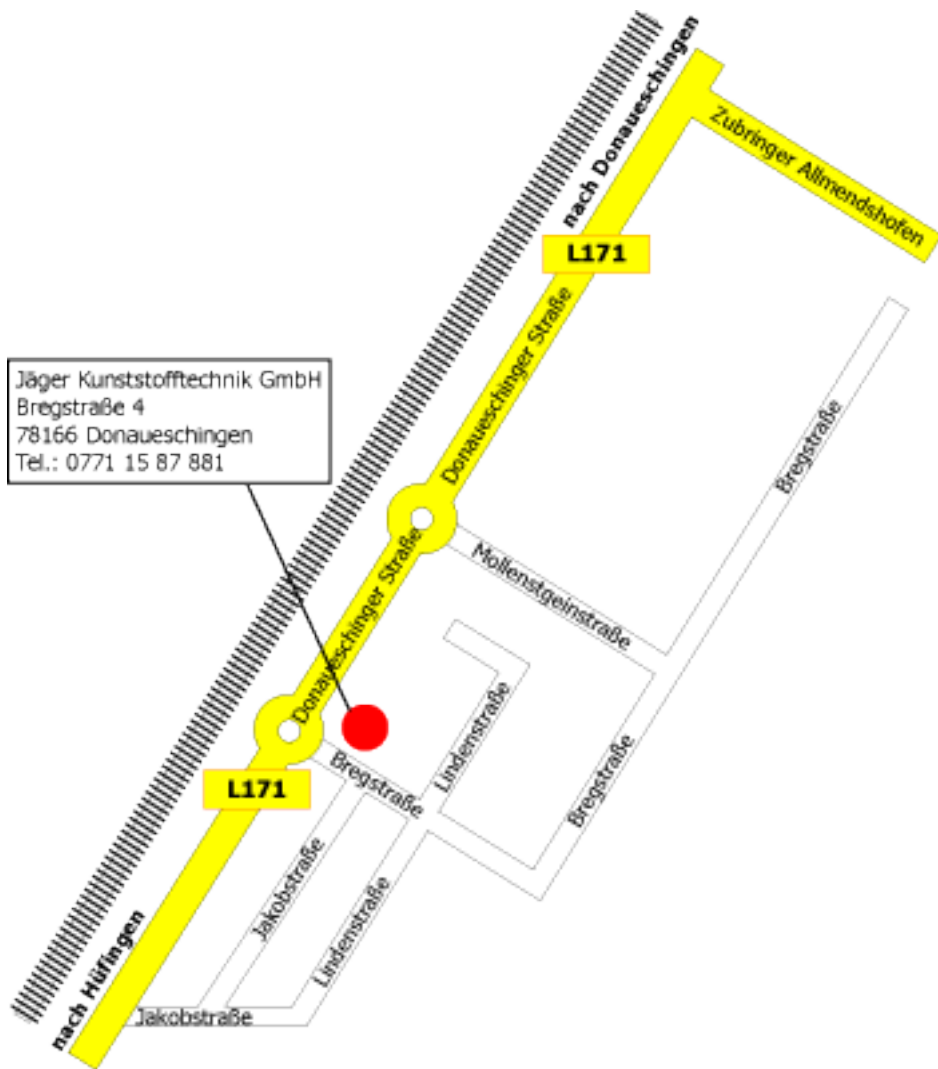 nach Donaueschingen
Zubringer Allmendshofen
L171
Donaueschinger Straße
Jäger Kunststofftechnik GmbH
Bregstraße 4
78166 Donaueschingen
Tel.: 0771 15 87 881
Bregstraße
Donaueschinger Straße
Mollenstgeinstraße
Lindenstraße
Bregstraße
Bregstraße
L171
Jakobstraße
Lindenstraße
nach Hüfingen
Jakobstraße